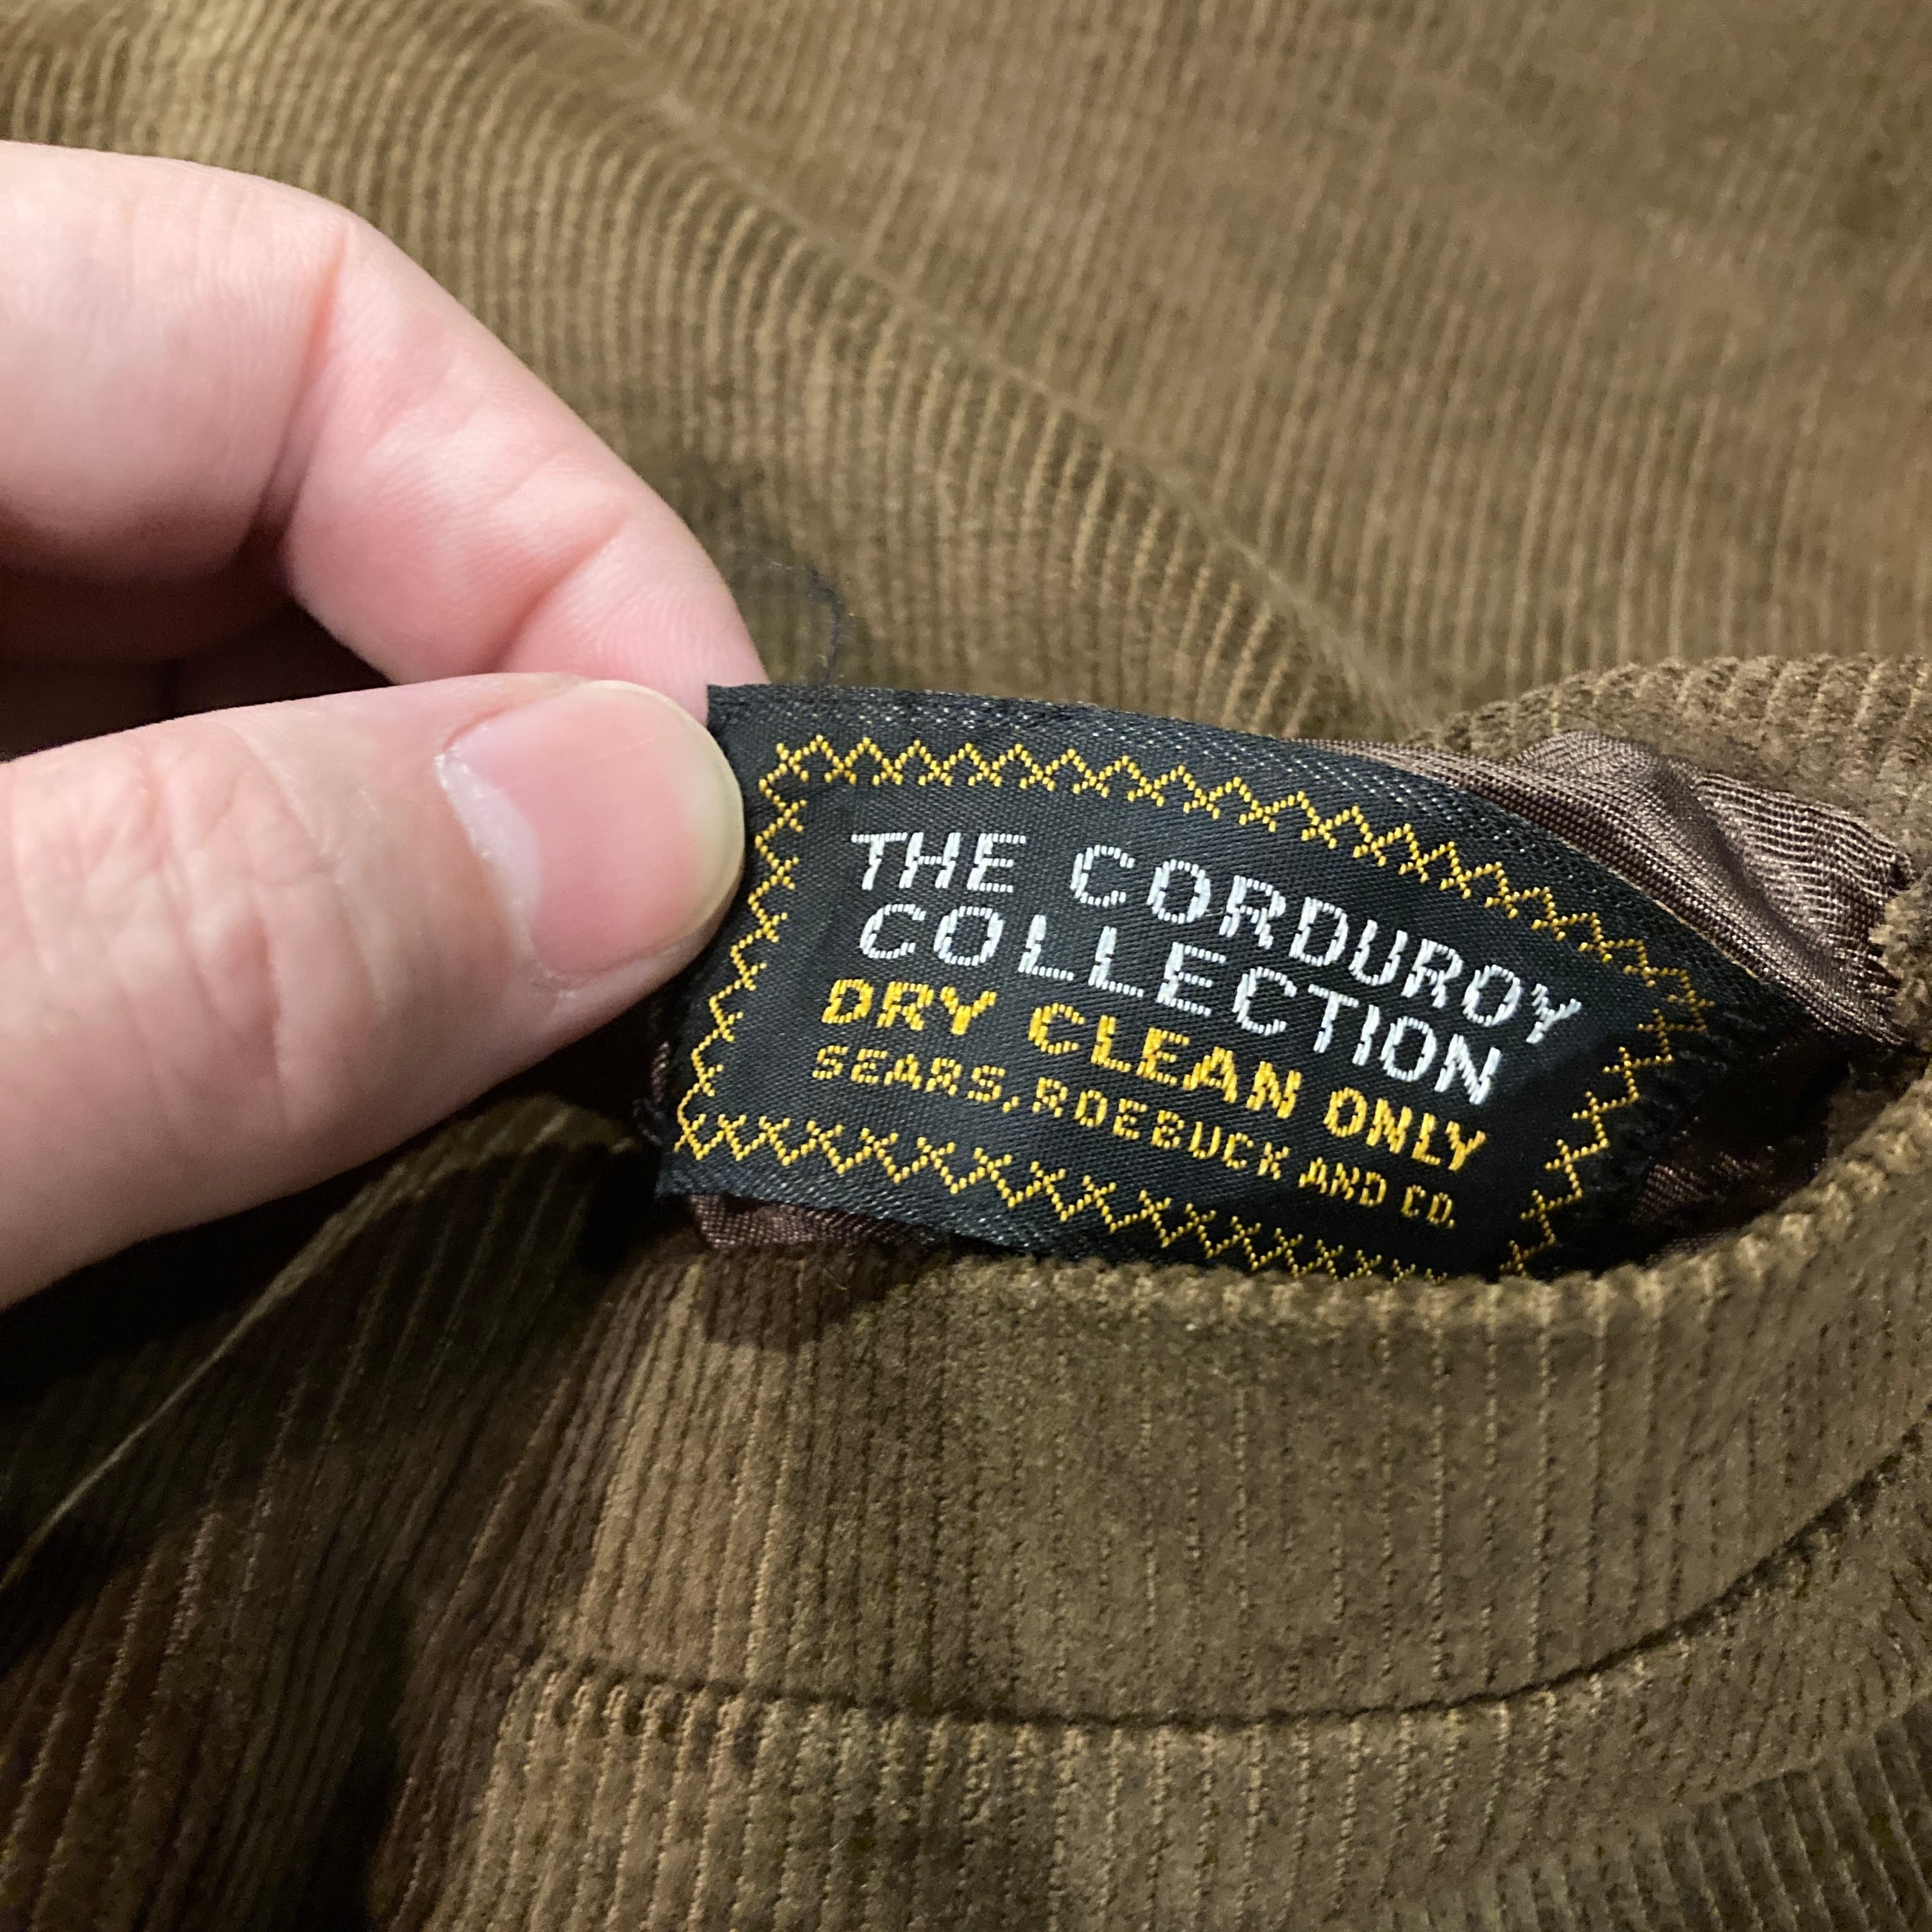 THE CORDUROY
COLLECTION
DRY CLEAN ONLY
SEARS, ROEBUCK AND CO.